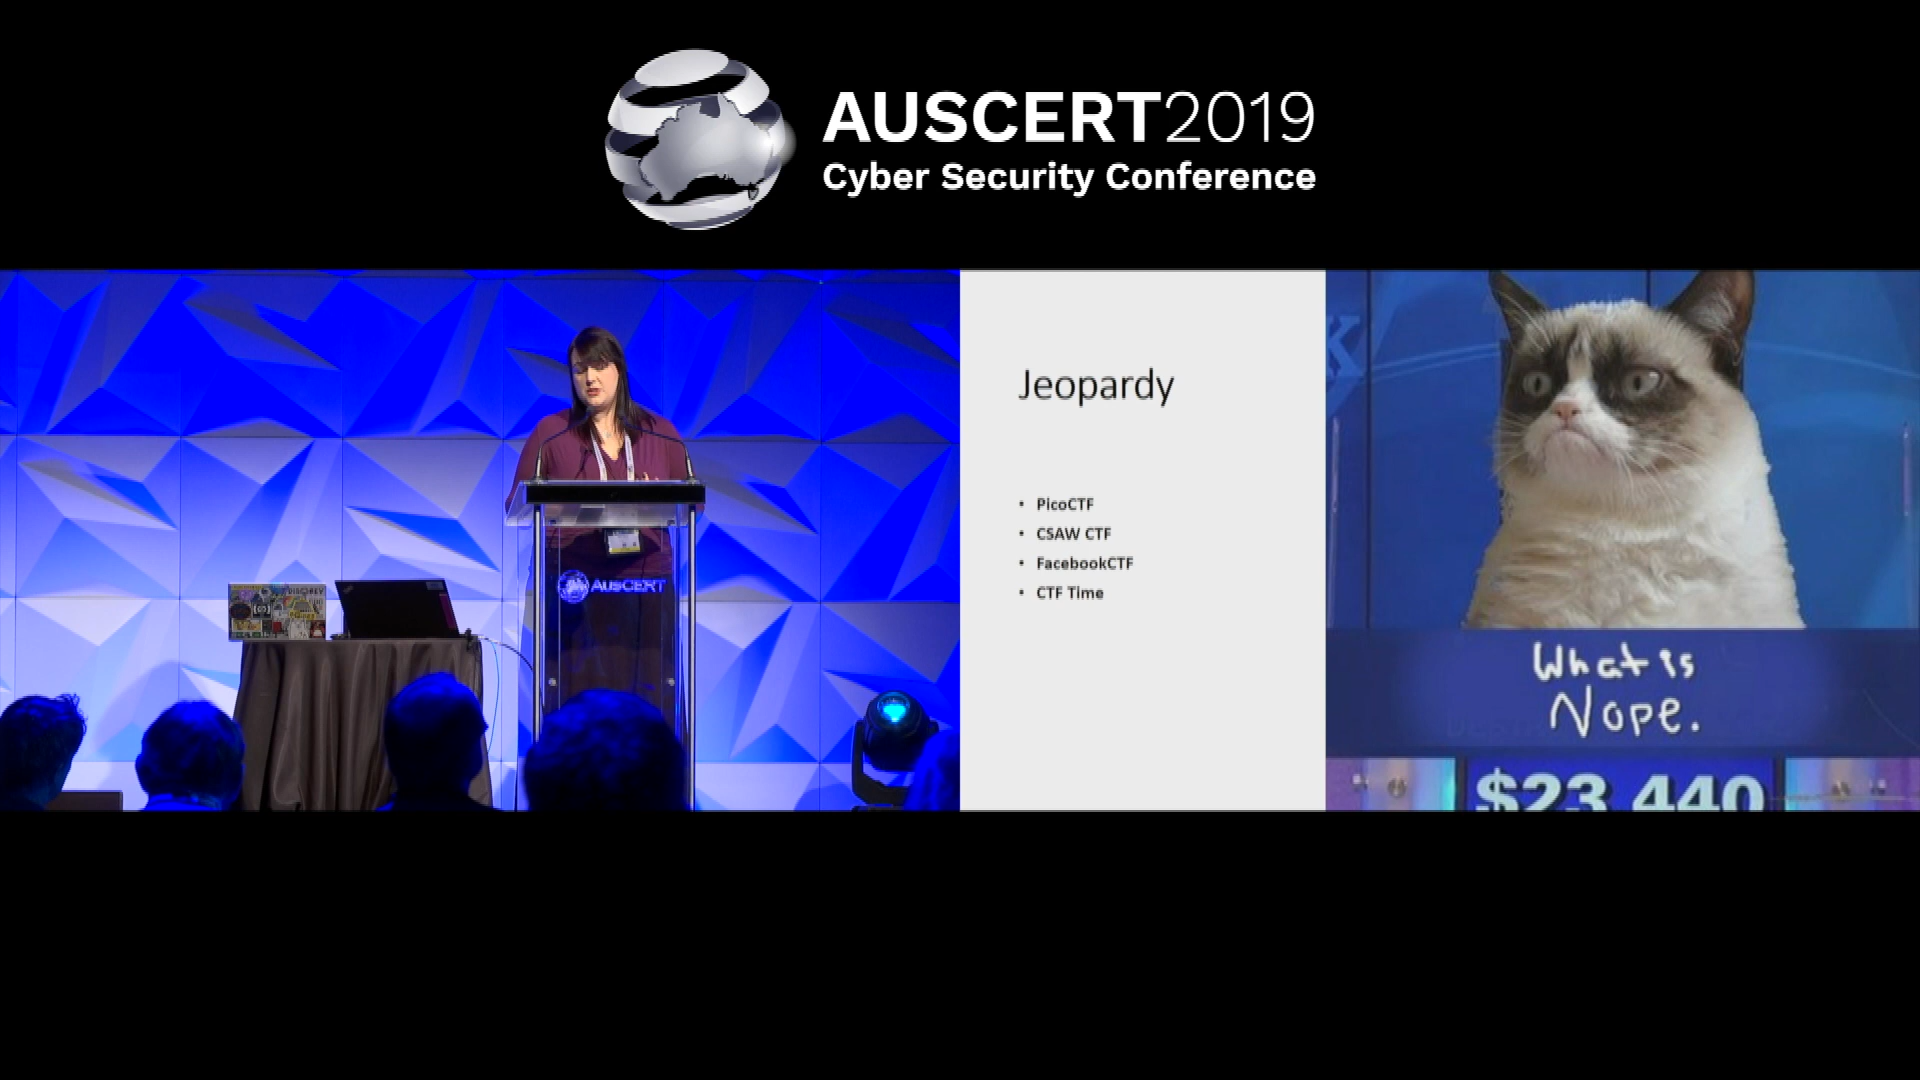 AUSCERT2019
Cyber Security Conference
AUSCERT
Jeopardy
• PicoCTF
• CSAW CTF
• FacebookCTF
• CTF Time
What is
Nope.
$23,440